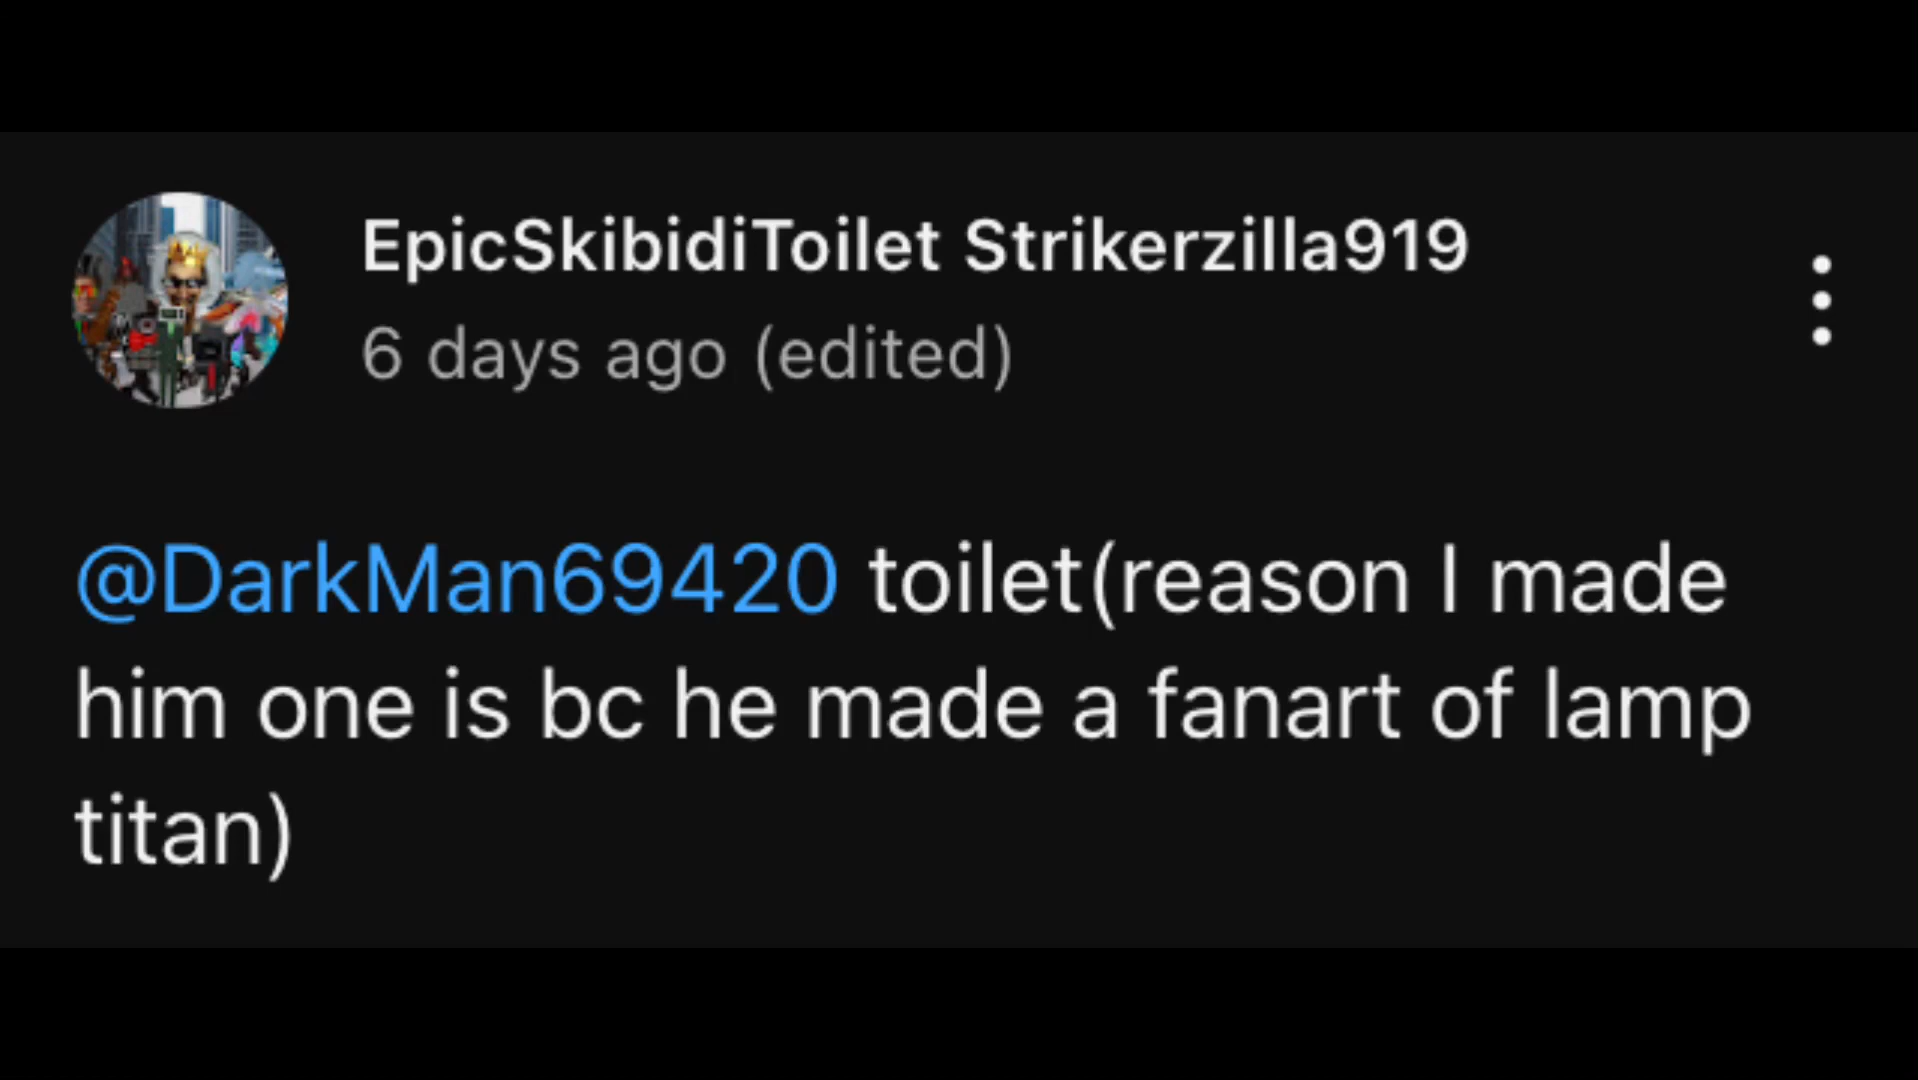 EpicSkibidiToilet Strikerzilla919
6 days ago (edited)
@DarkMan69420 toilet(reason I made
him one is bc he made a fanart of lamp
titan)